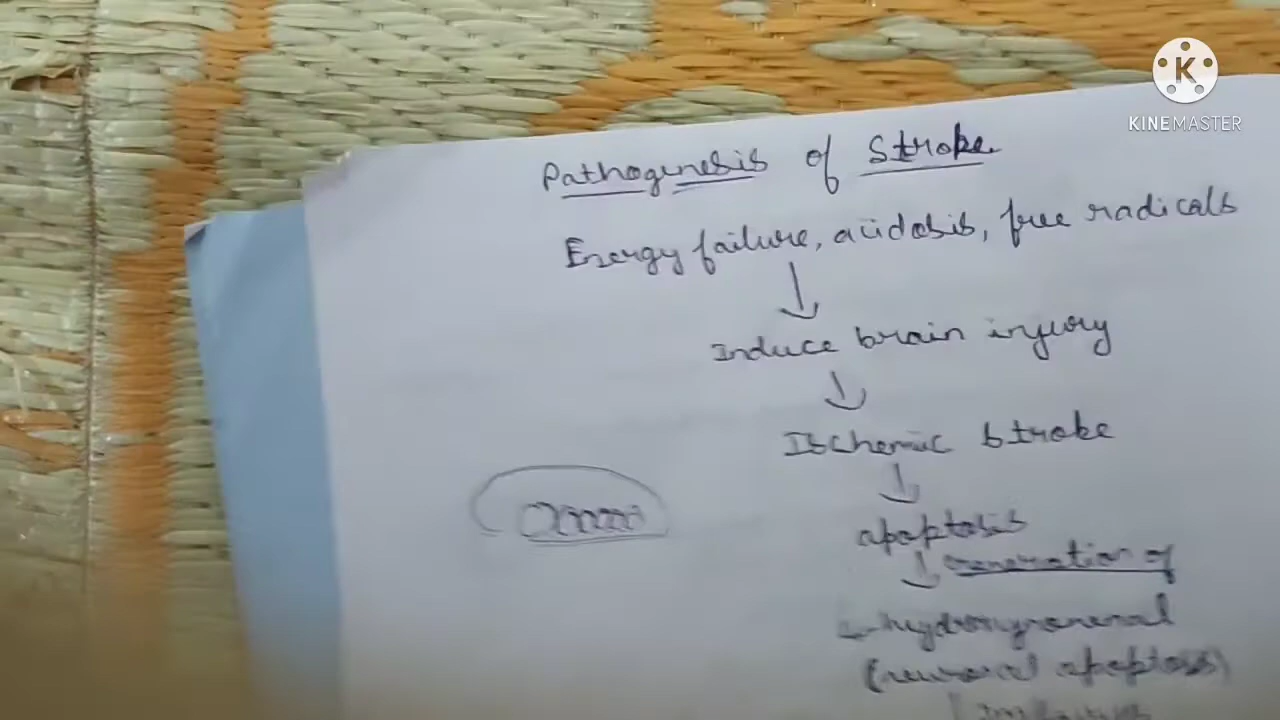 KINEMASTER
Pathogenesis of Stroke
Energy failure, acidosis, free radicals
Induce brain injury
Ischemic stroke
apoptosis
Generation of
hydroxynonenal
(neuronal apoptosis)